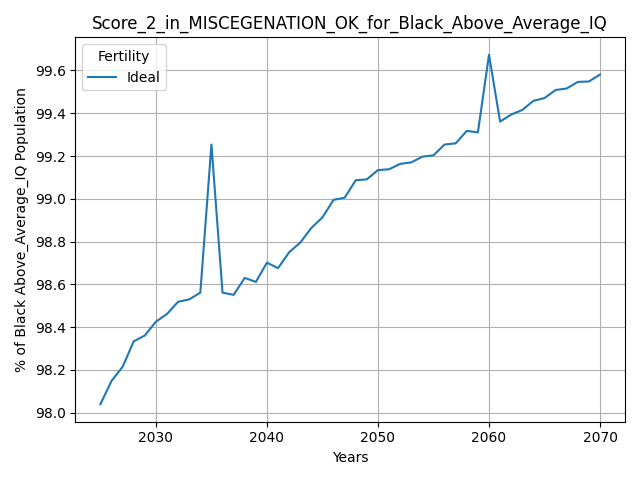 Score_2_in_MISCEGENATION_OK_for_Black_Above_Average_IQ
Fertility
Ideal
% of Black Above_Average_IQ Population
99.6
99.4
99.2
99.0
98.8
98.6
98.4
98.2
98.0
2030 2040 2050 2060 2070
Years